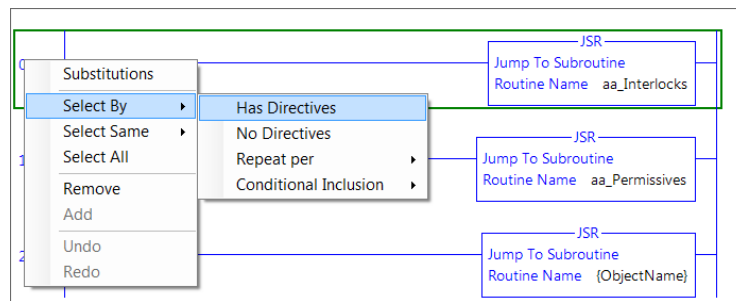 JSR
Jump To Subroutine
Routine Name aa_Interlocks
0
Substitutions
Select By
Select Same
Select All
Remove
Add
Undo
Redo
Has Directives
No Directives
Repeat per
Conditional Inclusion
1
JSR
Jump To Subroutine
Routine Name aa_Permissives
2
JSR
Jump To Subroutine
Routine Name {ObjectName}